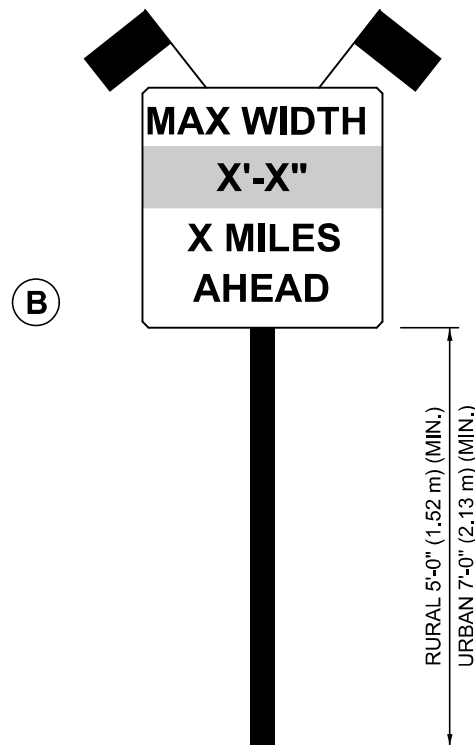 MAX WIDTH
X'-X"
X MILES
AHEAD
B
RURAL 5'-0" (1.52 m) (MIN.)
URBAN 7'-0" (2.13 m) (MIN.)